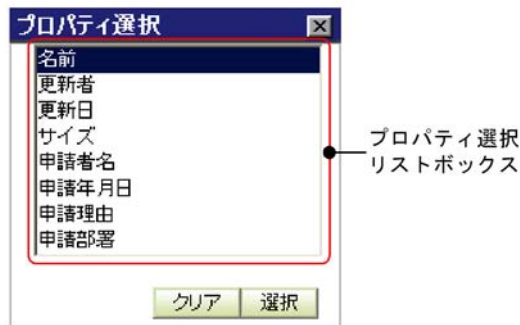 プロパティ選択
名前
更新者
更新日
サイズ
申請者名
申請年月日
申請理由
申請部署
プロパティ選択
リストボックス
クリア
選択